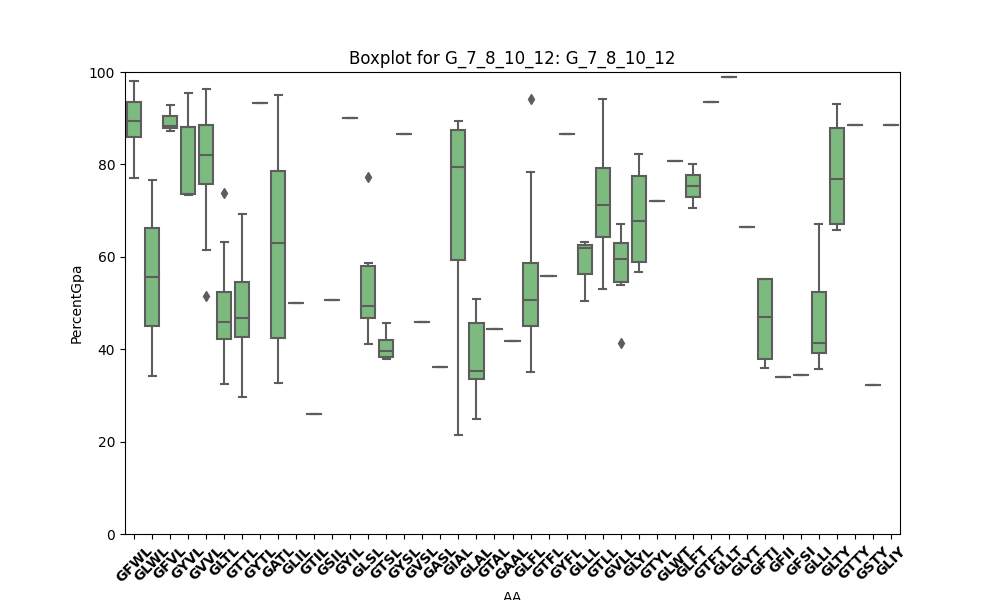 Boxplot for G_7_8_10_12: G_7_8_10_12
100
80
60
40
20
0
PercentGpa
GFWL
GLWL
GFVL
GYVL
GVVL
GLTL
GTTL
GYTL
GATL
GLIL
GTIL
GSIL
GYIL
GLSL
GTSL
GYSL
GVSL
GASL
GIAL
GLAL
GTAL
GAAL
GLFL
GTFL
GYFL
GLLL
GTLL
GVLL
GLYL
GTYL
GLWT
GLFT
GTFT
GLLT
GLYT
GFTI
GFII
GFSI
GLLI
GLTY
GTTY
GSTY
GLIY
AA